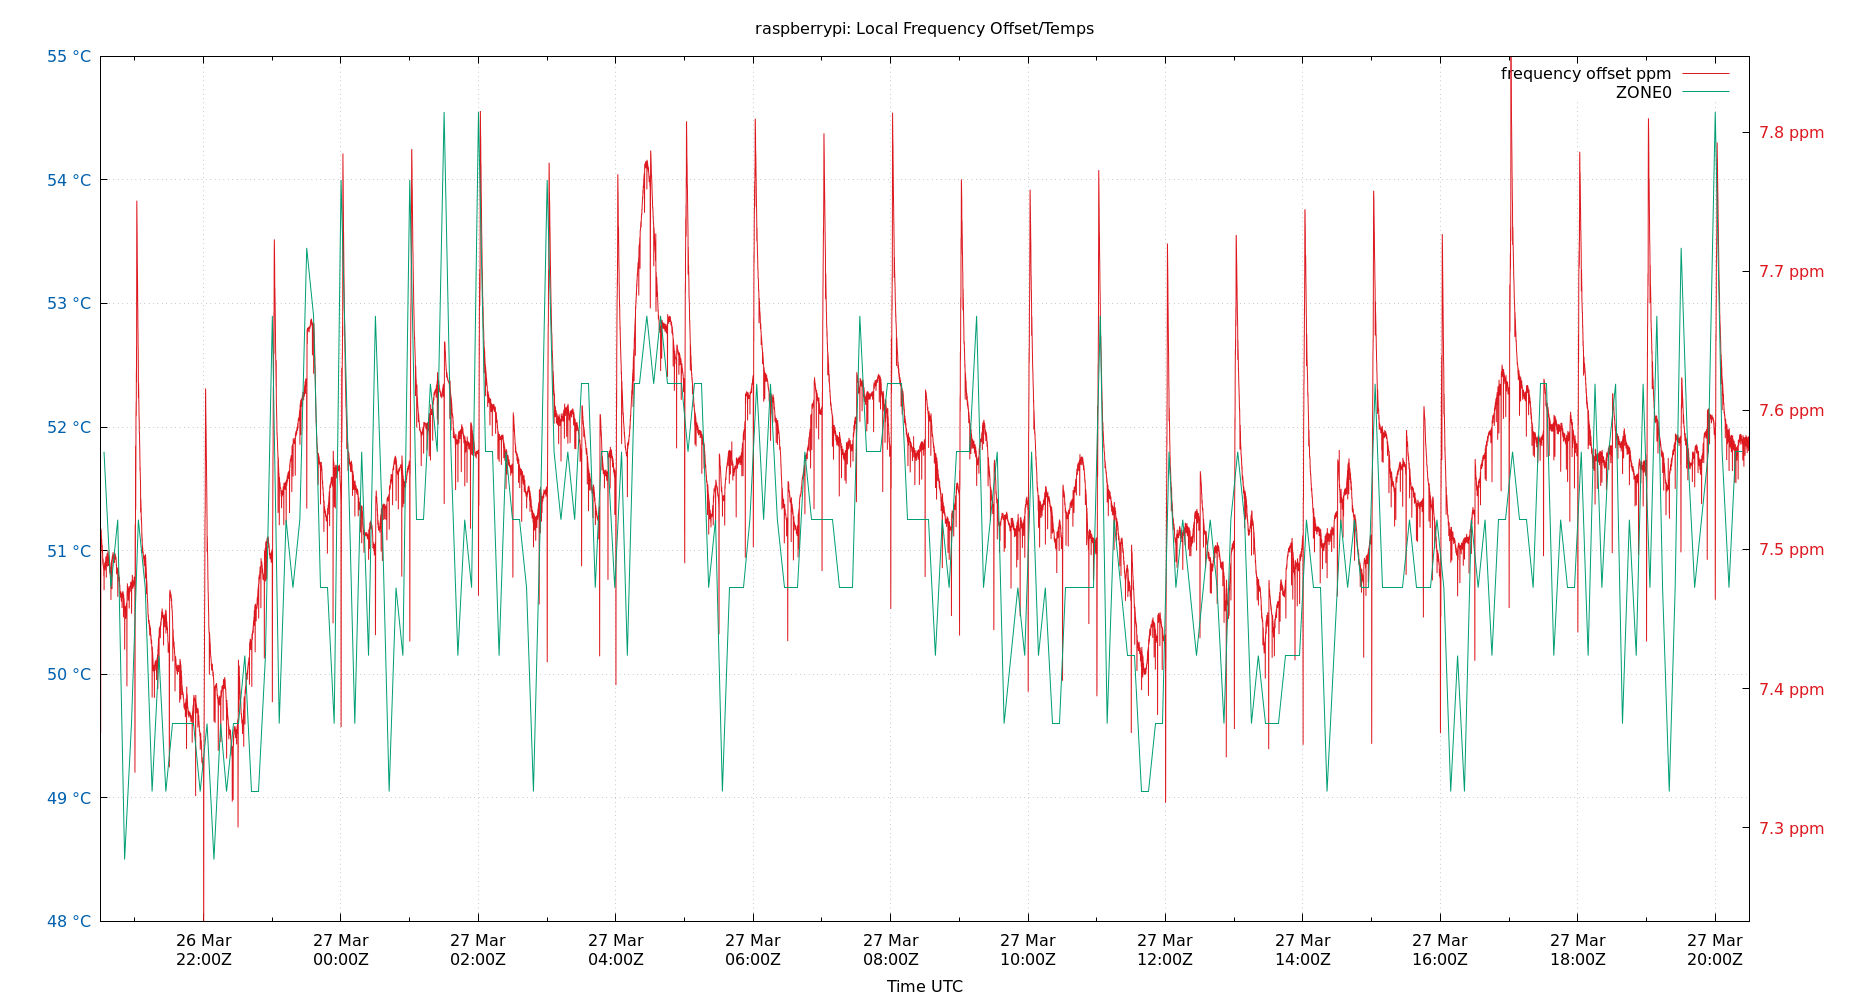 raspberrypi: Local Frequency Offset/Temps
55 °C
54 °C
53 °C
52 °C
51 °C
50 °C
49 °C
48 °C
frequency offset ppm
ZONE0
7.8 ppm
7.7 ppm
7.6 ppm
7.5 ppm
7.4 ppm
7.3 ppm
26 Mar
22:00Z
27 Mar
00:00Z
27 Mar
02:00Z
27 Mar
04:00Z
27 Mar
06:00Z
27 Mar
08:00Z
27 Mar
10:00Z
27 Mar
12:00Z
27 Mar
14:00Z
27 Mar
16:00Z
27 Mar
18:00Z
27 Mar
20:00Z
Time UTC